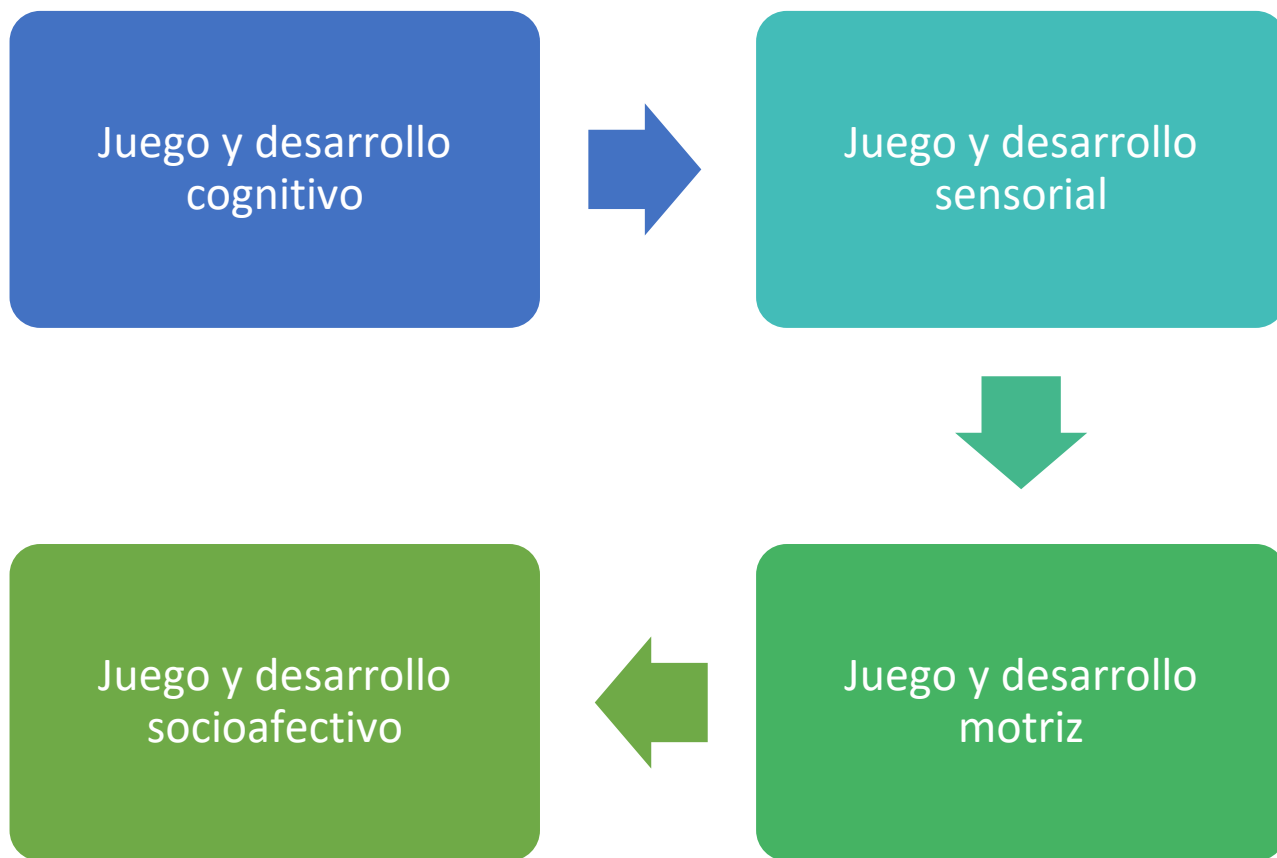 Juego y desarrollo
cognitivo
Juego y desarrollo
sensorial
Juego y desarrollo
motriz
Juego y desarrollo
socioafectivo